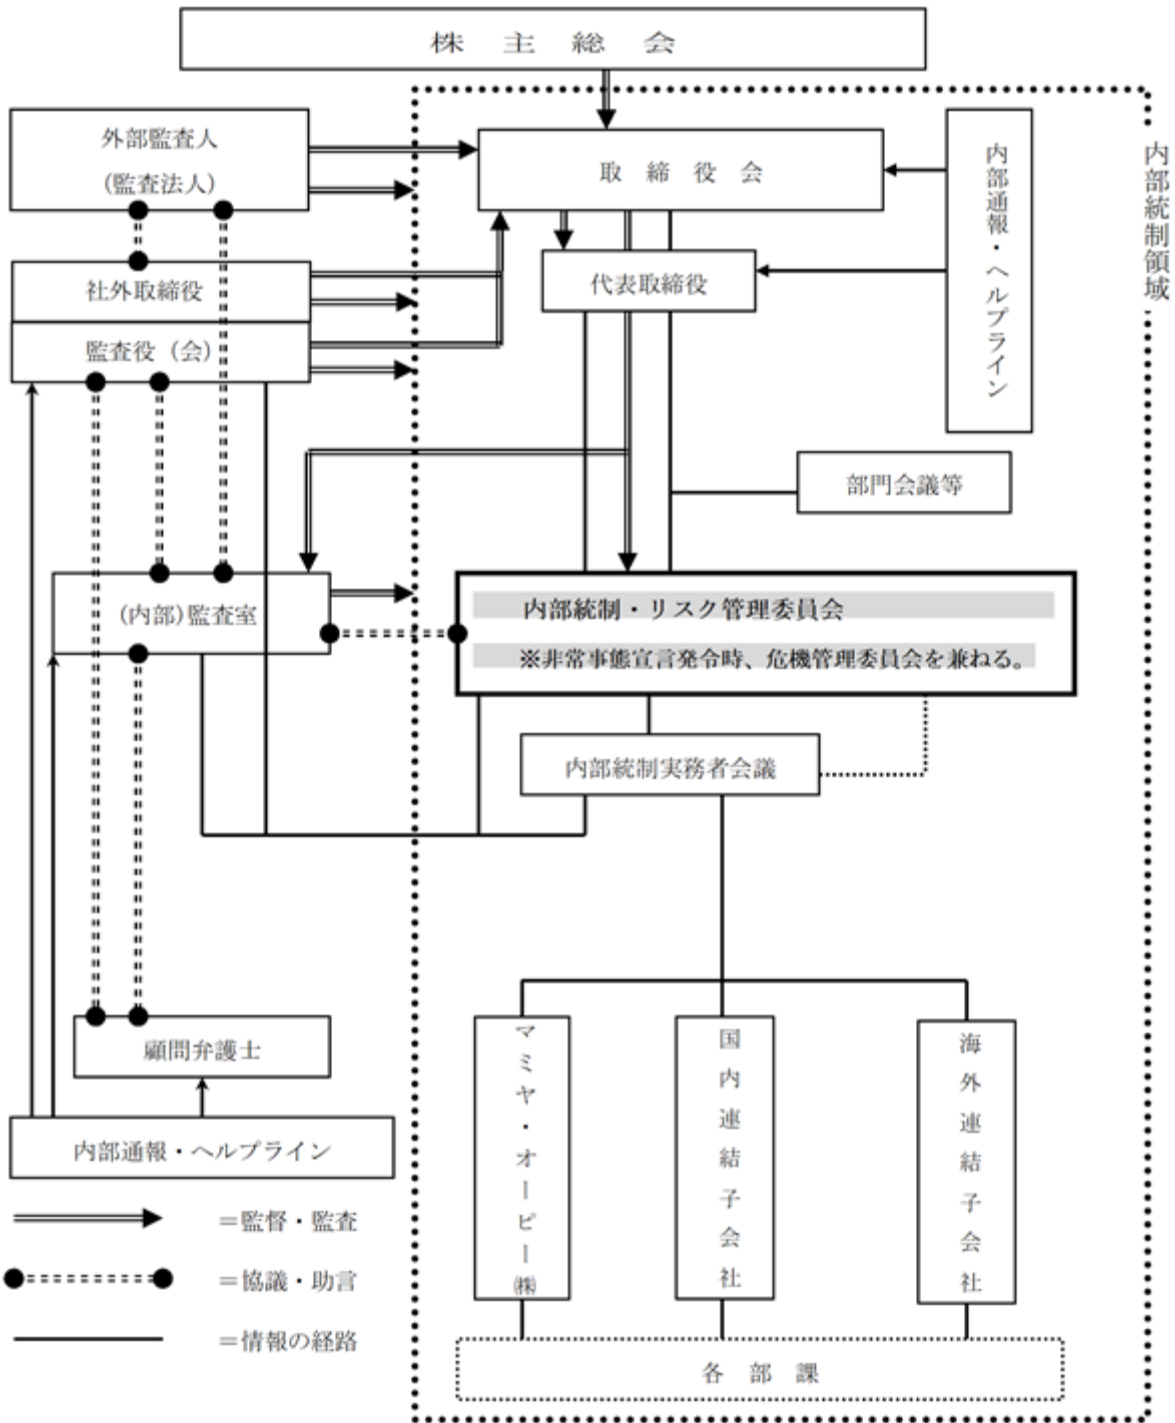 株主総会
外部監査人
(監査法人)
取締役会
内部通報・ヘルプライン
内部統制領域
社外取締役
代表取締役
監査役（会）
部門会議等
(内部)監査室
内部統制・リスク管理委員会
※非常事態宣言発令時、危機管理委員会を兼ねる。
内部統制実務者会議
顧問弁護士
マミヤ・オーピー㈱
国内連結子会社
海外連結子会社
内部通報・ヘルプライン
＝監督・監査
＝協議・助言
＝情報の経路
各部課